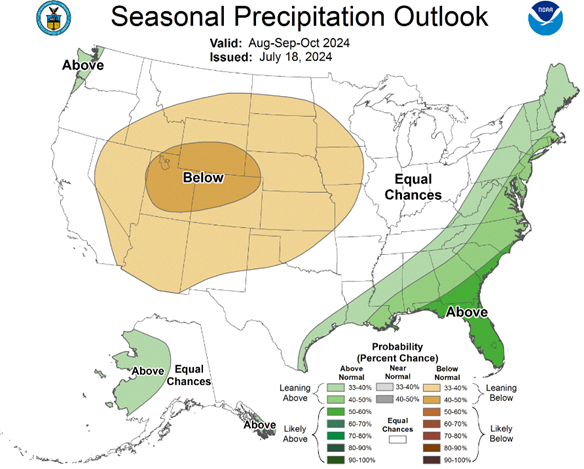 Seasonal Precipitation Outlook
NOAA
Valid: Aug-Sep-Oct 2024
Issued: July 18, 2024
Above
Below
Equal
Chances
Above
Above
Equal
Chances
Above
Probability
(Percent Chance)
Above Normal
Near Normal
Below Normal
Leaning Above
33-40%
33-40%
33-40%
Leaning Below
40-50%
40-50%
40-50%
Likely Above
50-60%
Equal Chances
50-60%
Likely Below
60-70%
60-70%
70-80%
70-80%
80-90%
80-90%
90-100%
90-100%